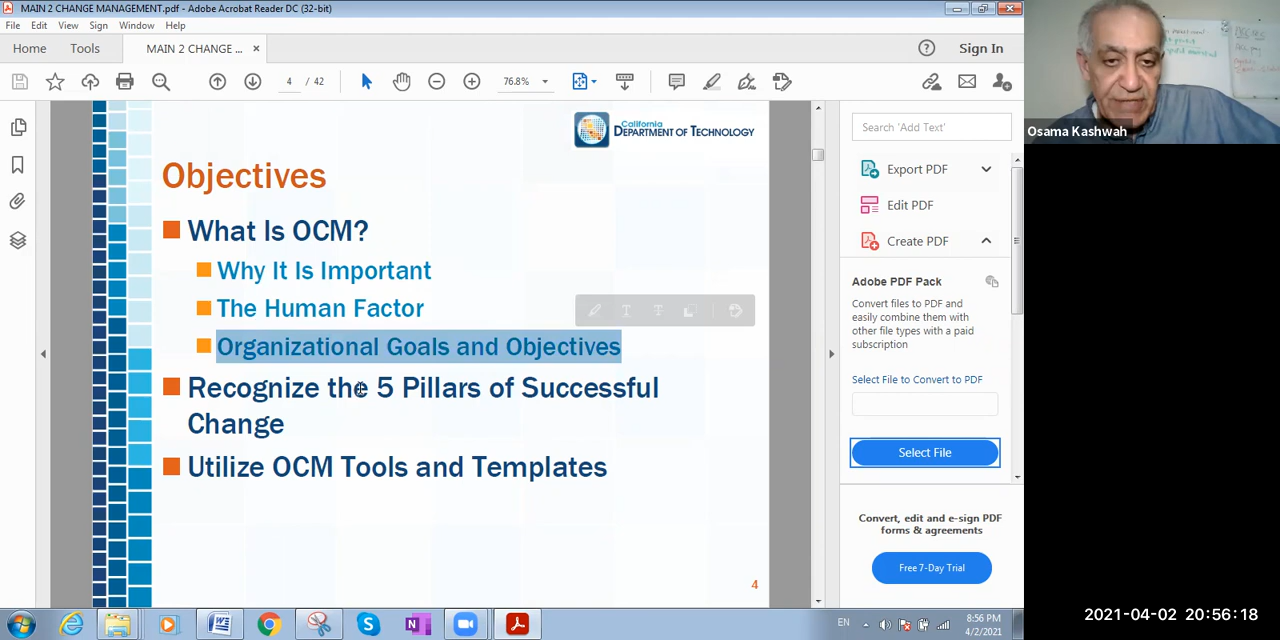 MAIN 2 CHANGE MANAGEMENT.pdf - Adobe Acrobat Reader DC (32-bit)
File Edit View Sign Window Help
Home Tools MAIN 2 CHANGE ... × Sign In
4 / 42 76.8%
California
DEPARTMENT OF TECHNOLOGY
Objectives
What Is OCM?
Why It Is Important
The Human Factor
Organizational Goals and Objectives
Recognize the 5 Pillars of Successful
Change
Utilize OCM Tools and Templates
4
Search 'Add Text'
Export PDF
Edit PDF
Create PDF
Adobe PDF Pack
Convert files to PDF and
easily combine them with
other file types with a paid
subscription
Select File to Convert to PDF
Select File
Convert, edit and e-sign PDF
forms & agreements
Free 7-Day Trial
Osama Kashwah
EN 8:56 PM
4/2/2021
2021-04-02 20:56:18